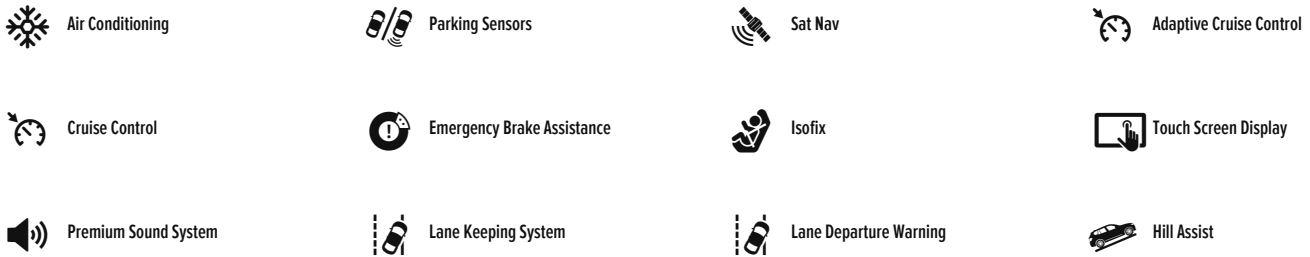 Air Conditioning
Parking Sensors
Sat Nav
Adaptive Cruise Control
Cruise Control
Emergency Brake Assistance
Isofix
Touch Screen Display
Premium Sound System
Lane Keeping System
Lane Departure Warning
Hill Assist